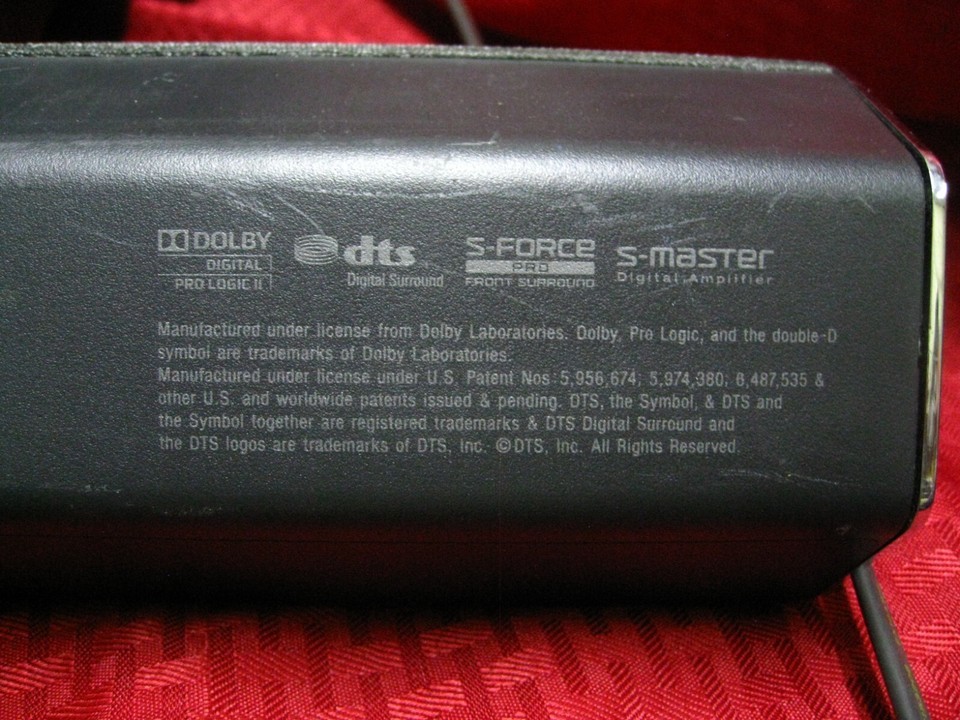 DOLBY
DIGITAL
PRO LOGIC II
dts
Digital Surround
S-FORCE
PRO
FRONT SURROUND
S-master
Digital Amplifier
Manufactured under license from Dolby Laboratories. Dolby, Pro Logic, and the double-D
symbol are trademarks of Dolby Laboratories.
Manufactured under license under U.S. Patent Nos: 5,956,674; 5,974,380; 6,487,535 &
other U.S. and worldwide patents issued & pending. DTS, the Symbol, & DTS and
the Symbol together are registered trademarks & DTS Digital Surround and
the DTS logos are trademarks of DTS, Inc. ©DTS, Inc. All Rights Reserved.